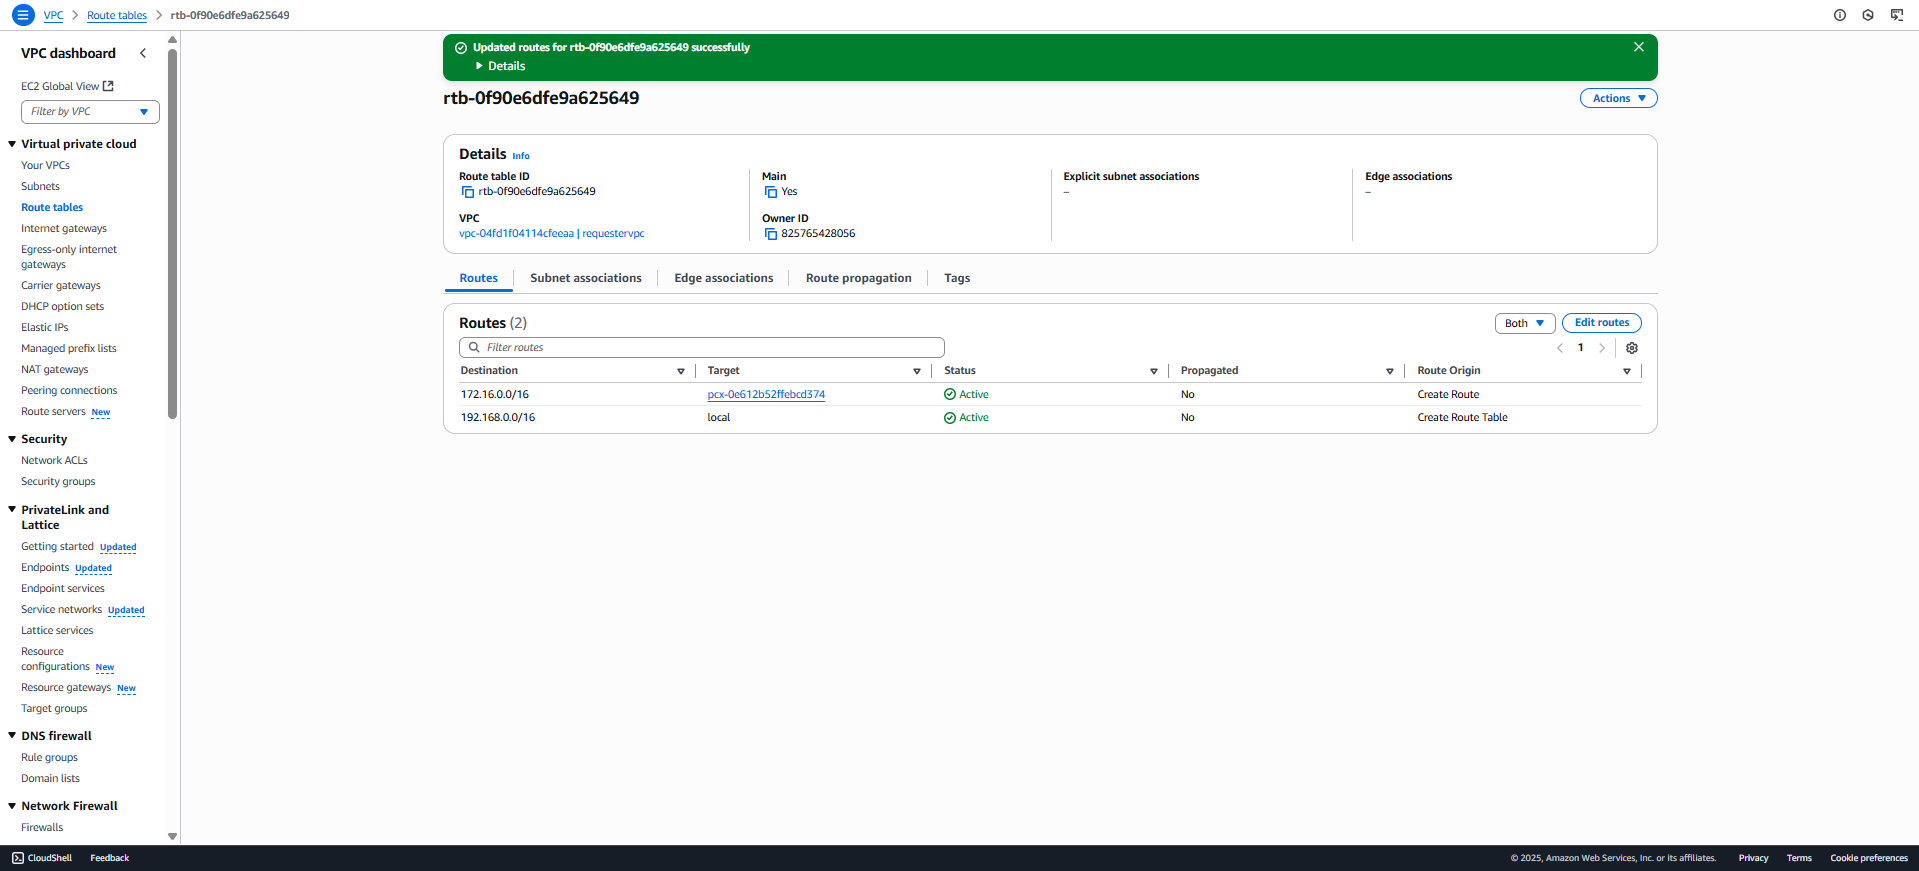 VPC > Route tables > rtb-0f90e6dfe9a625649
VPC dashboard
EC2 Global View
Filter by VPC
Virtual private cloud
Your VPCs
Subnets
Route tables
Internet gateways
Egress-only internet
gateways
Carrier gateways
DHCP option sets
Elastic IPs
Managed prefix lists
NAT gateways
Peering connections
Route servers New
Security
Network ACLs
Security groups
PrivateLink and
Lattice
Getting started Updated
Endpoints Updated
Endpoint services
Service networks Updated
Lattice services
Resource
configurations New
Resource gateways New
Target groups
DNS firewall
Rule groups
Domain lists
Network Firewall
Firewalls
Updated routes for rtb-0f90e6dfe9a625649 successfully
Details
rtb-0f90e6dfe9a625649
Actions
Details Info
Route table ID
rtb-0f90e6dfe9a625649
Main
Yes
Explicit subnet associations
–
Edge associations
–
VPC
vpc-04fd1f04114cfeeaa | requestervpc
Owner ID
825765428056
Routes Subnet associations Edge associations Route propagation Tags
Routes (2)
Both Edit routes
Filter routes
1
Destination Target Status Propagated Route Origin
172.16.0.0/16 pcx-0e612b52ffebcd374 Active No Create Route
192.168.0.0/16 local Active No Create Route Table
CloudShell Feedback © 2025, Amazon Web Services, Inc. or its affiliates. Privacy Terms Cookie preferences